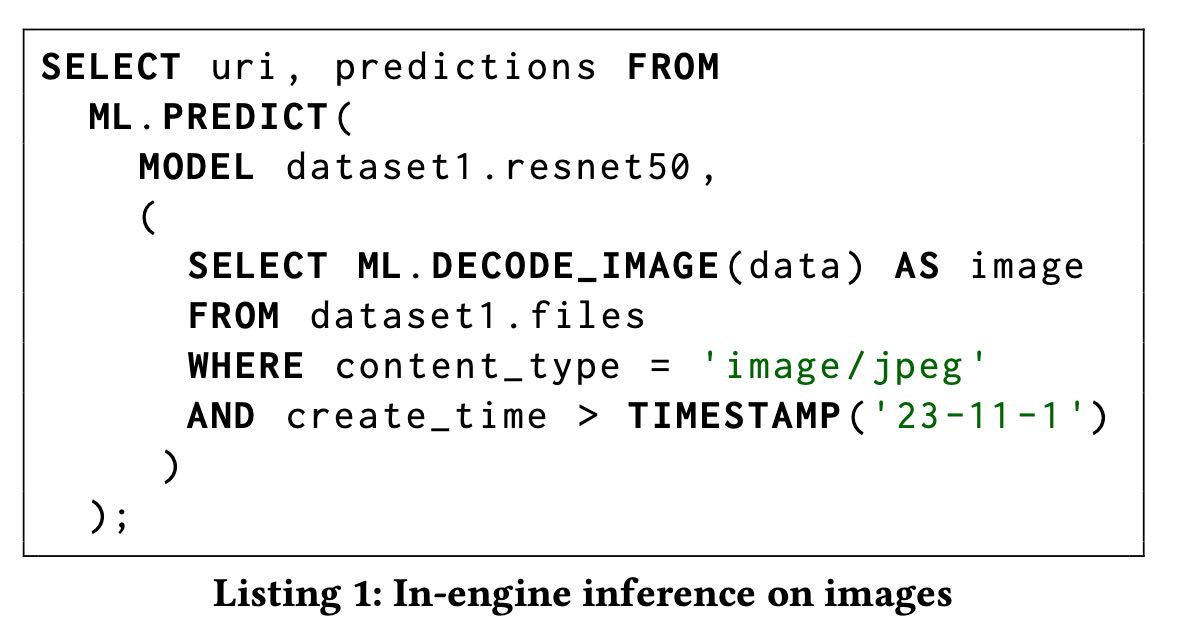 SELECT uri, predictions FROM
ML.PREDICT(
MODEL dataset1.resnet50,
(
SELECT ML.DECODE_IMAGE(data) AS image
FROM dataset1.files
WHERE content_type = 'image/jpeg'
AND create_time > TIMESTAMP('23-11-1')
)
);
Listing 1: In-engine inference on images